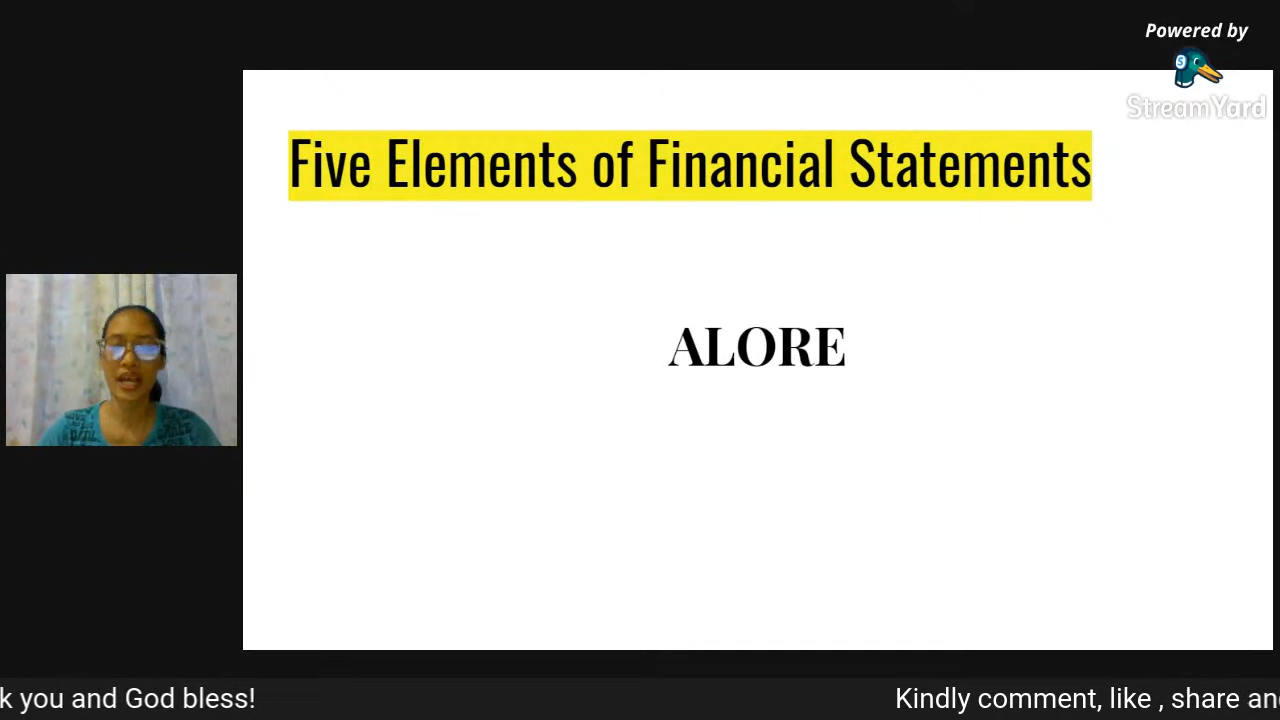 Powered by
StreamYard
Five Elements of Financial Statements
ALORE
k you and God bless!
Kindly comment, like , share an